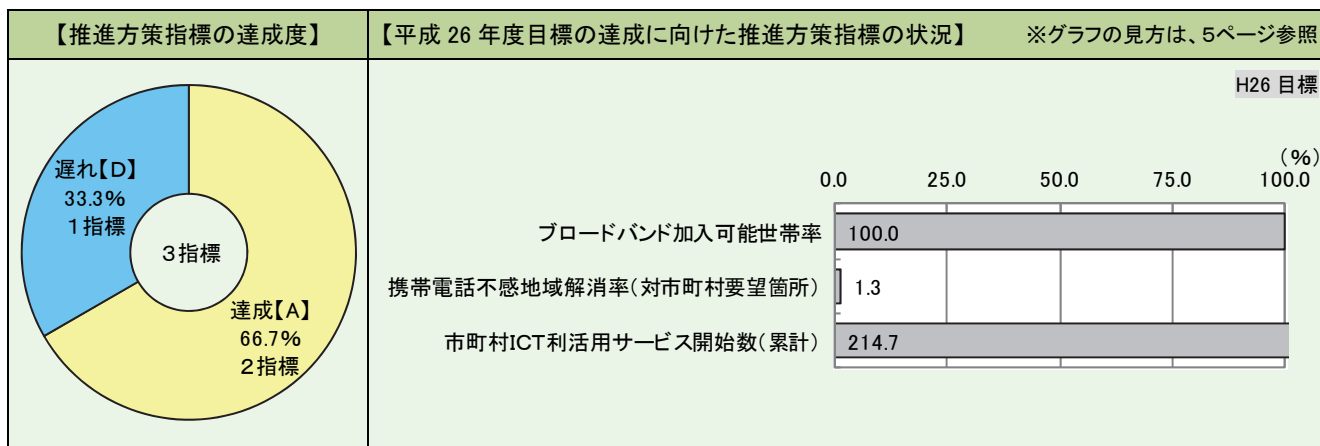 【推進方策指標の達成度】
【平成26年度目標の達成に向けた推進方策指標の状況】 ※グラフの見方は、5ページ参照
遅れ【D】
33.3%
1指標
3指標
達成【A】
66.7%
2指標
H26 目標
(%)
0.0 25.0 50.0 75.0 100.0
ブロードバンド加入可能世帯率 100.0
携帯電話不感地域解消率(対市町村要望箇所) 1.3
市町村ICT利活用サービス開始数(累計) 214.7